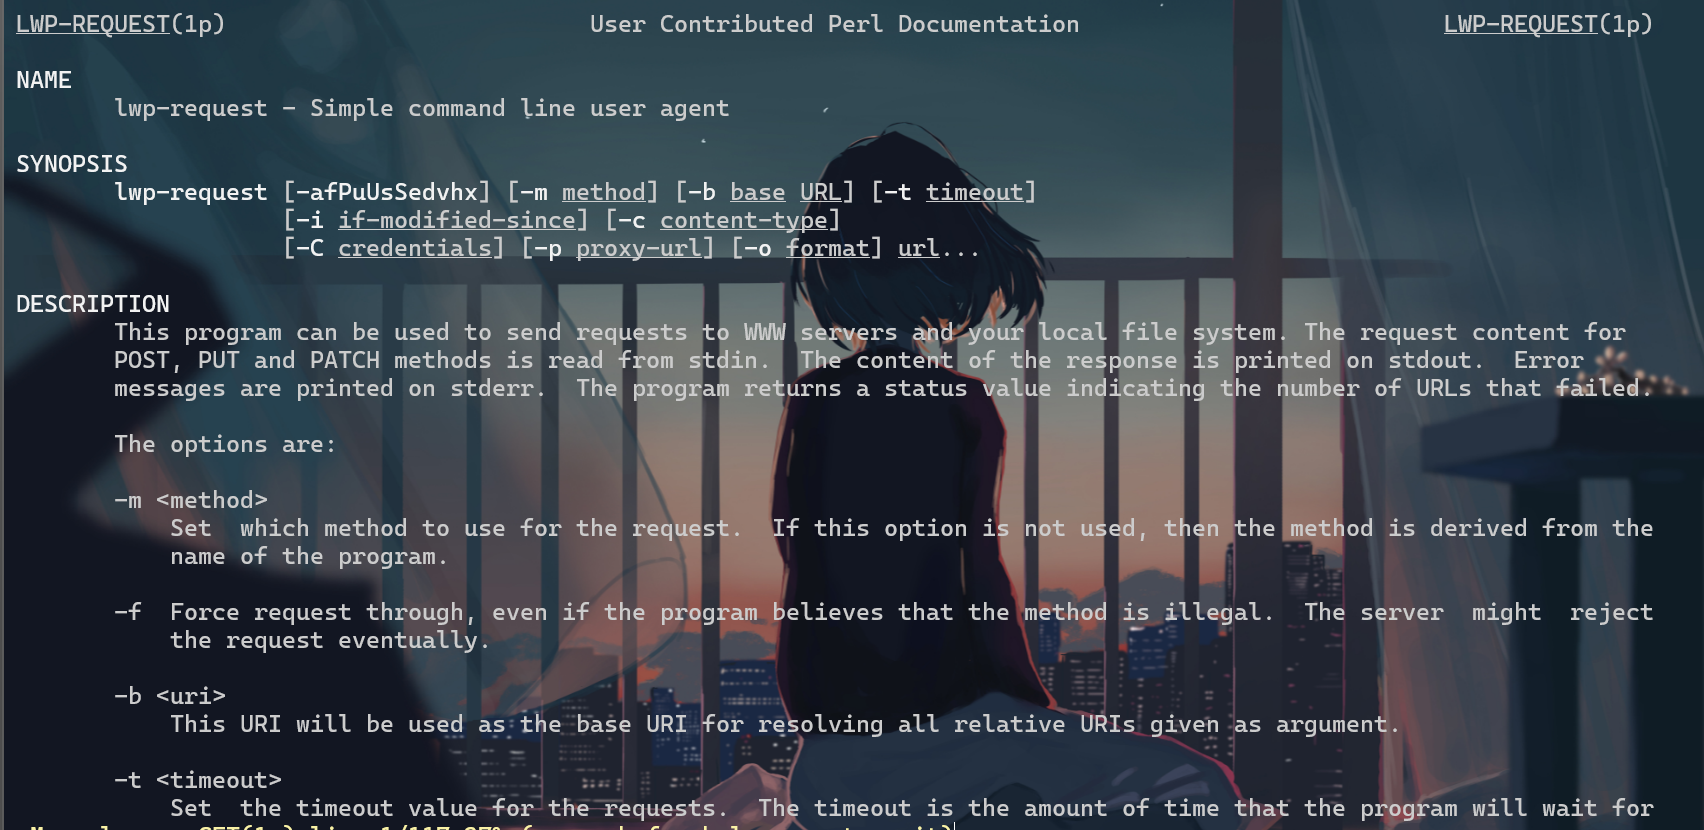 LWP-REQUEST(1p) User Contributed Perl Documentation LWP-REQUEST(1p)
NAME
lwp-request - Simple command line user agent
SYNOPSIS
lwp-request [-afPuUsSedvhx] [-m method] [-b base URL] [-t timeout]
[-i if-modified-since] [-c content-type]
[-C credentials] [-p proxy-url] [-o format] url...
DESCRIPTION
This program can be used to send requests to WWW servers and your local file system. The request content for
POST, PUT and PATCH methods is read from stdin.  The content of the response is printed on stdout.  Error
messages are printed on stderr.  The program returns a status value indicating the number of URLs that failed.
The options are:
-m <method>
Set  which method to use for the request.  If this option is not used, then the method is derived from the
name of the program.
-f  Force request through, even if the program believes that the method is illegal.  The server  might  reject
the request eventually.
-b <uri>
This URI will be used as the base URI for resolving all relative URIs given as argument.
-t <timeout>
Set  the timeout value for the requests.  The timeout is the amount of time that the program will wait for